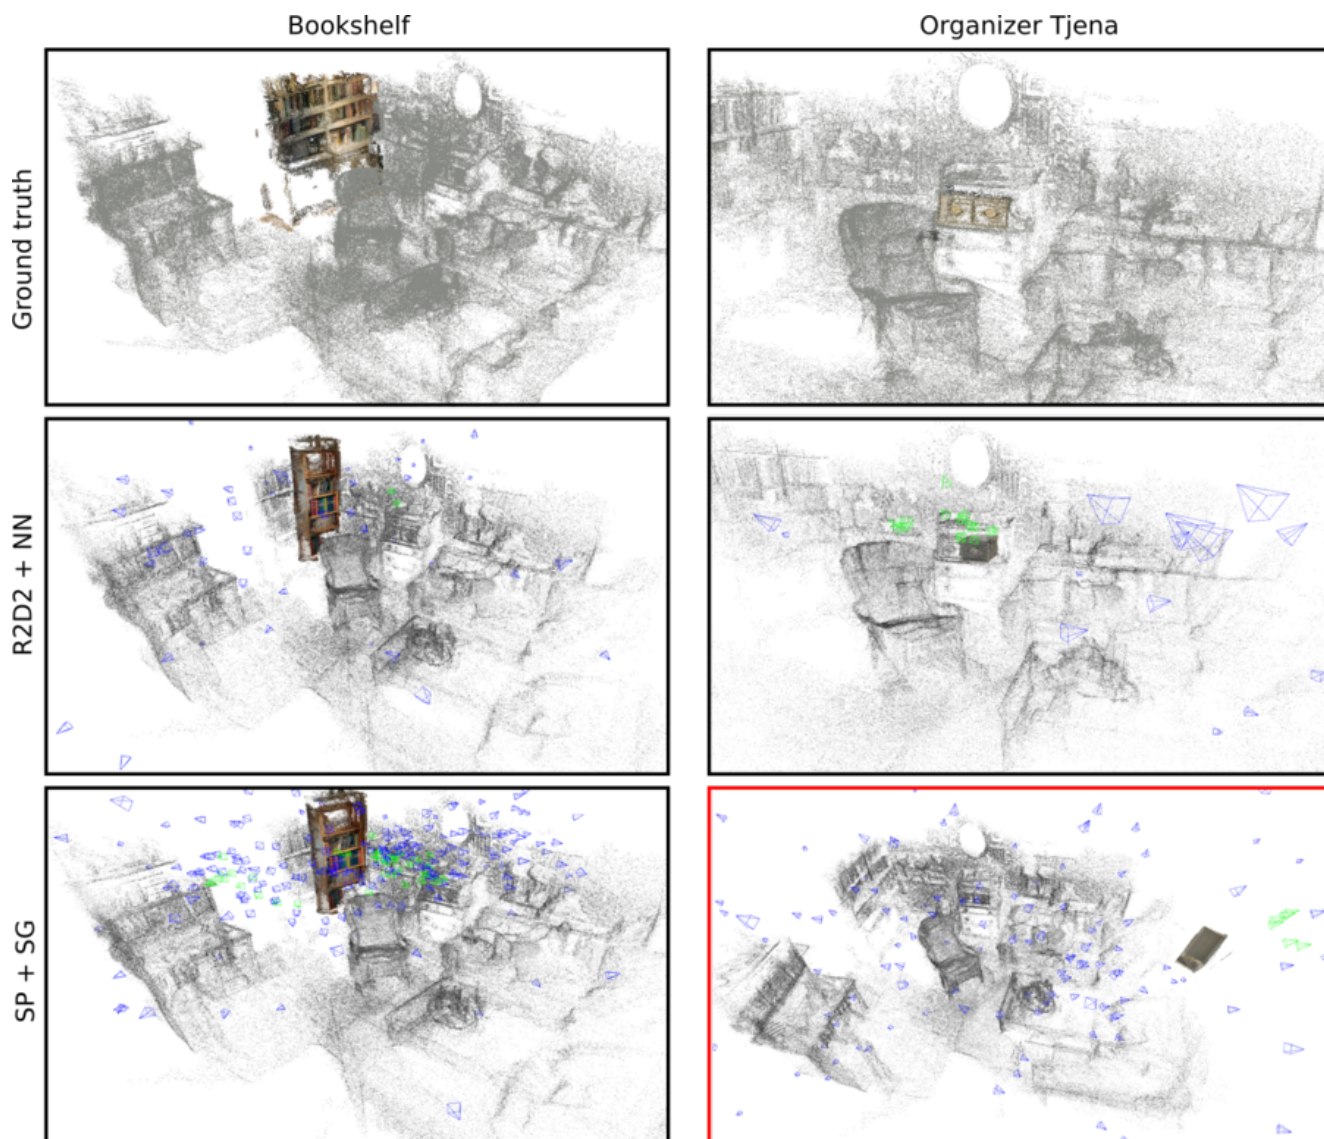 Bookshelf
Organizer Tjena
Ground truth
R2D2 + NN
SP + SG